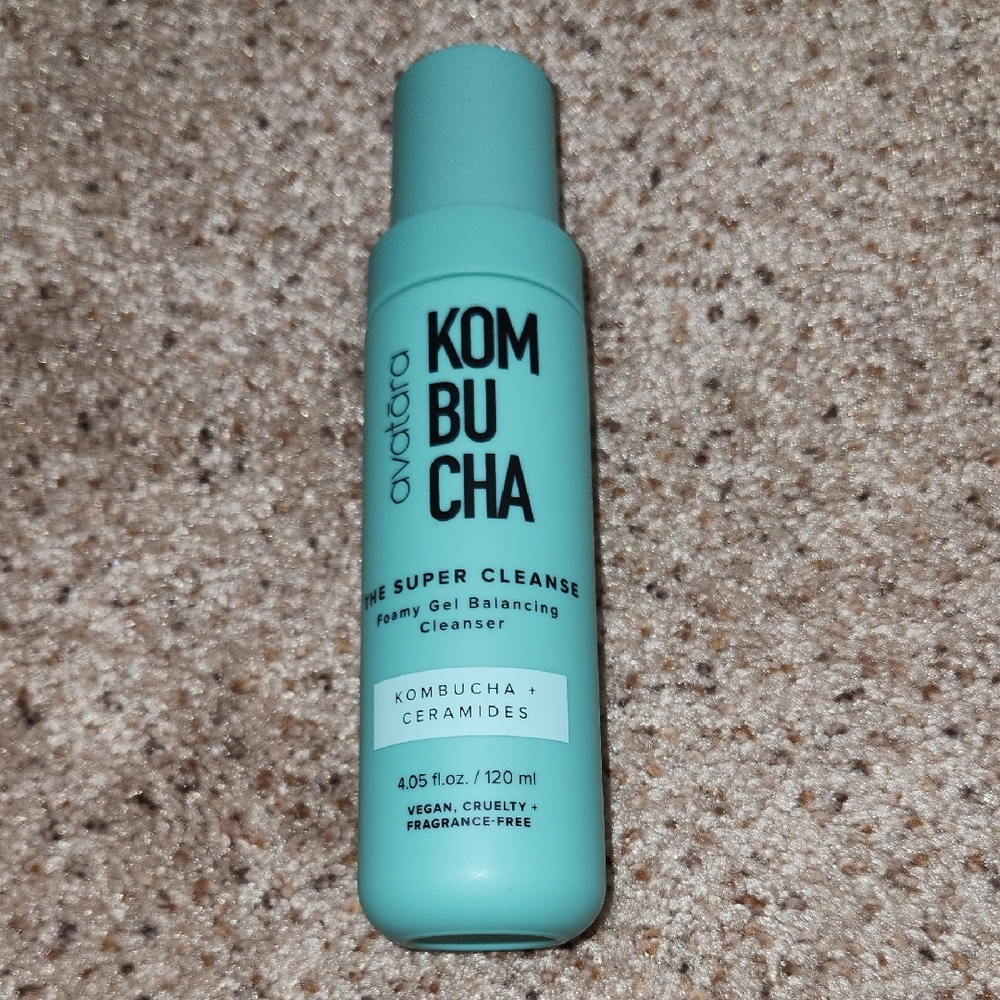 avatāra
KOM
BU
CHA
THE SUPER CLEANSE
Foamy Gel Balancing
Cleanser
KOMBUCHA +
CERAMIDES
4.05 fl.oz. / 120 ml
VEGAN, CRUELTY +
FRAGRANCE-FREE